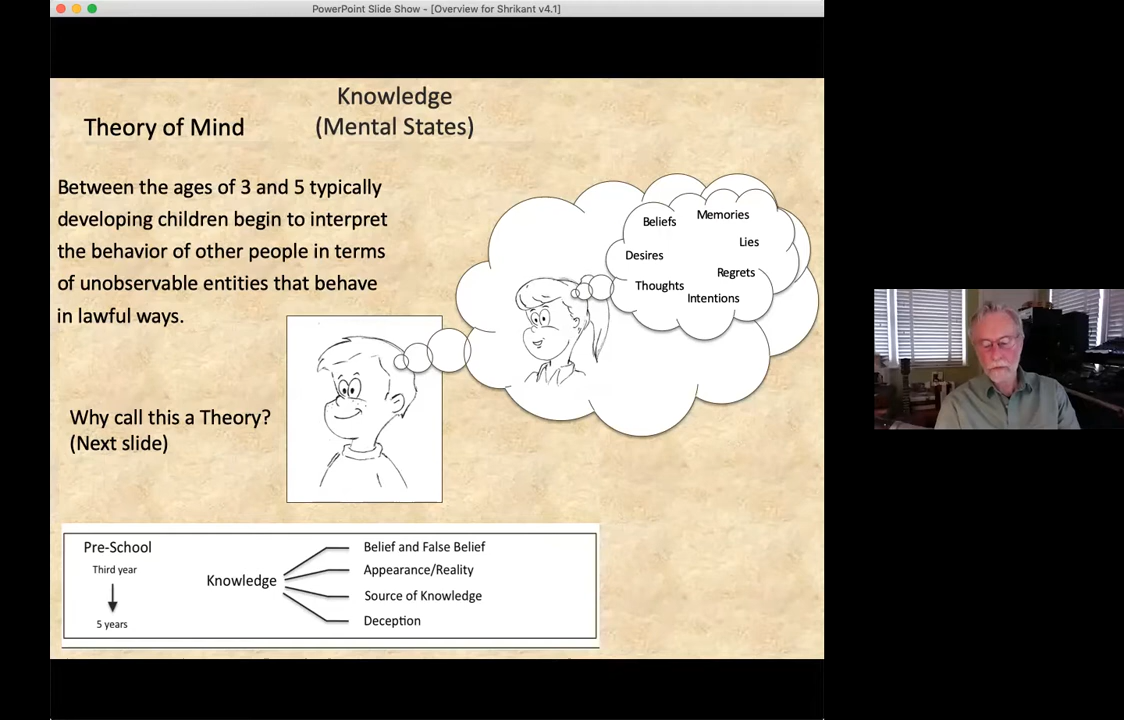 PowerPoint Slide Show - [Overview for Shrikant v4.1]
Knowledge
(Mental States)
Theory of Mind
Between the ages of 3 and 5 typically
developing children begin to interpret
the behavior of other people in terms
of unobservable entities that behave
in lawful ways.
Beliefs
Memories
Lies
Desires
Regrets
Thoughts
Intentions
Why call this a Theory?
(Next slide)
Pre-School
Third year
5 years
Knowledge
Belief and False Belief
Appearance/Reality
Source of Knowledge
Deception